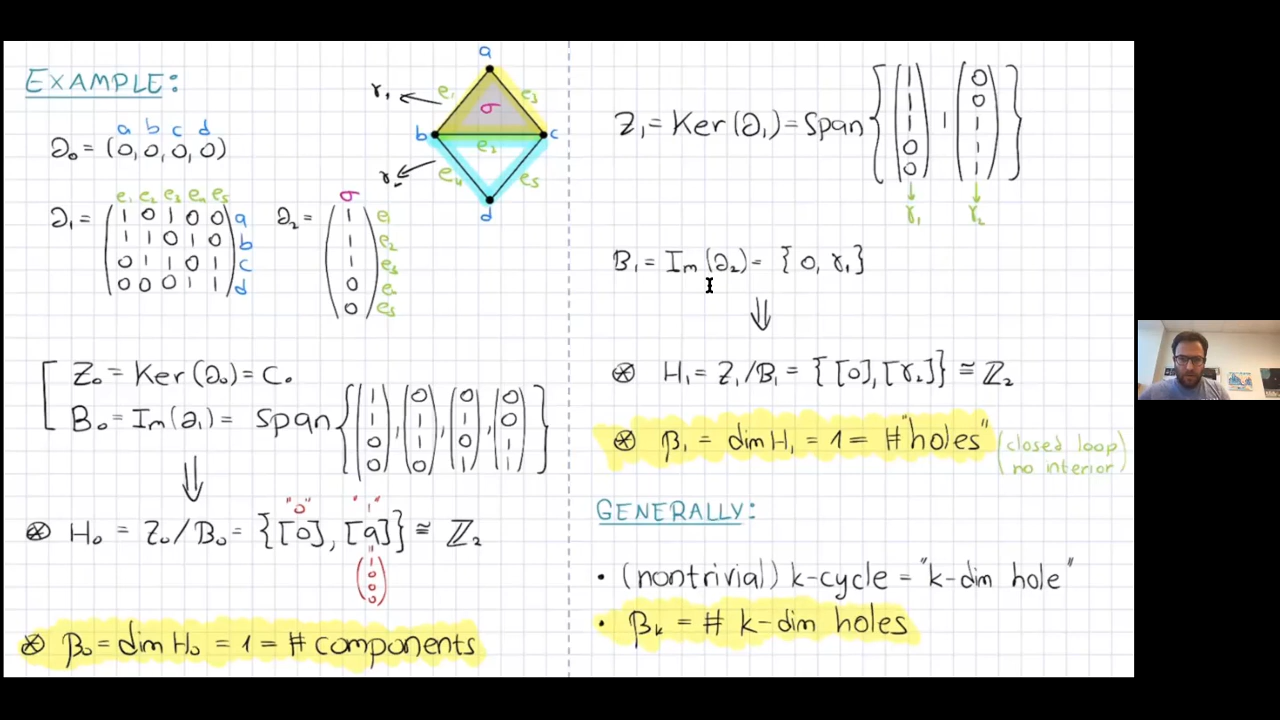 EXAMPLE:
a b c d
∂₀ = (0, 0, 0, 0)
e₁ e₂ e₃ e₄ e₅
∂₁ =
1 0 1 0 0 a
1 1 0 1 0 b
0 1 1 0 1 c
0 0 0 1 1 d
σ
∂₂ =
1 e₁
1 e₂
1 e₃
0 e₄
0 e₅
a
γ₁ e₁ e₃
σ
b c
e₂
e₄ e₅
d
Z₀ = Ker(∂₀) = C₀
B₀ = Im(∂₁) = Span
1 0 1 0
1 1 0 0
0 1 0 1
0 0 1 1
"0" "1"
H₀ = Z₀/B₀ = {[0], [a]} ≅ ℤ₂
1
0
0
0
β₀ = dim H₀ = 1 = # components
Z₁ = Ker(∂₁) = Span
1 0
1 0
1 1
0 1
0 1
γ₁ γ₂
B₁ = Im(∂₂) = {0, γ₁}
⇓
H₁ = Z₁/B₁ = {[0], [γ₂]} ≅ ℤ₂
β₁ = dim H₁ = 1 = # "holes" (closed loop
no interior)
GENERALLY:
• (nontrivial) k-cycle = "k-dim hole"
• βₖ = # k-dim holes